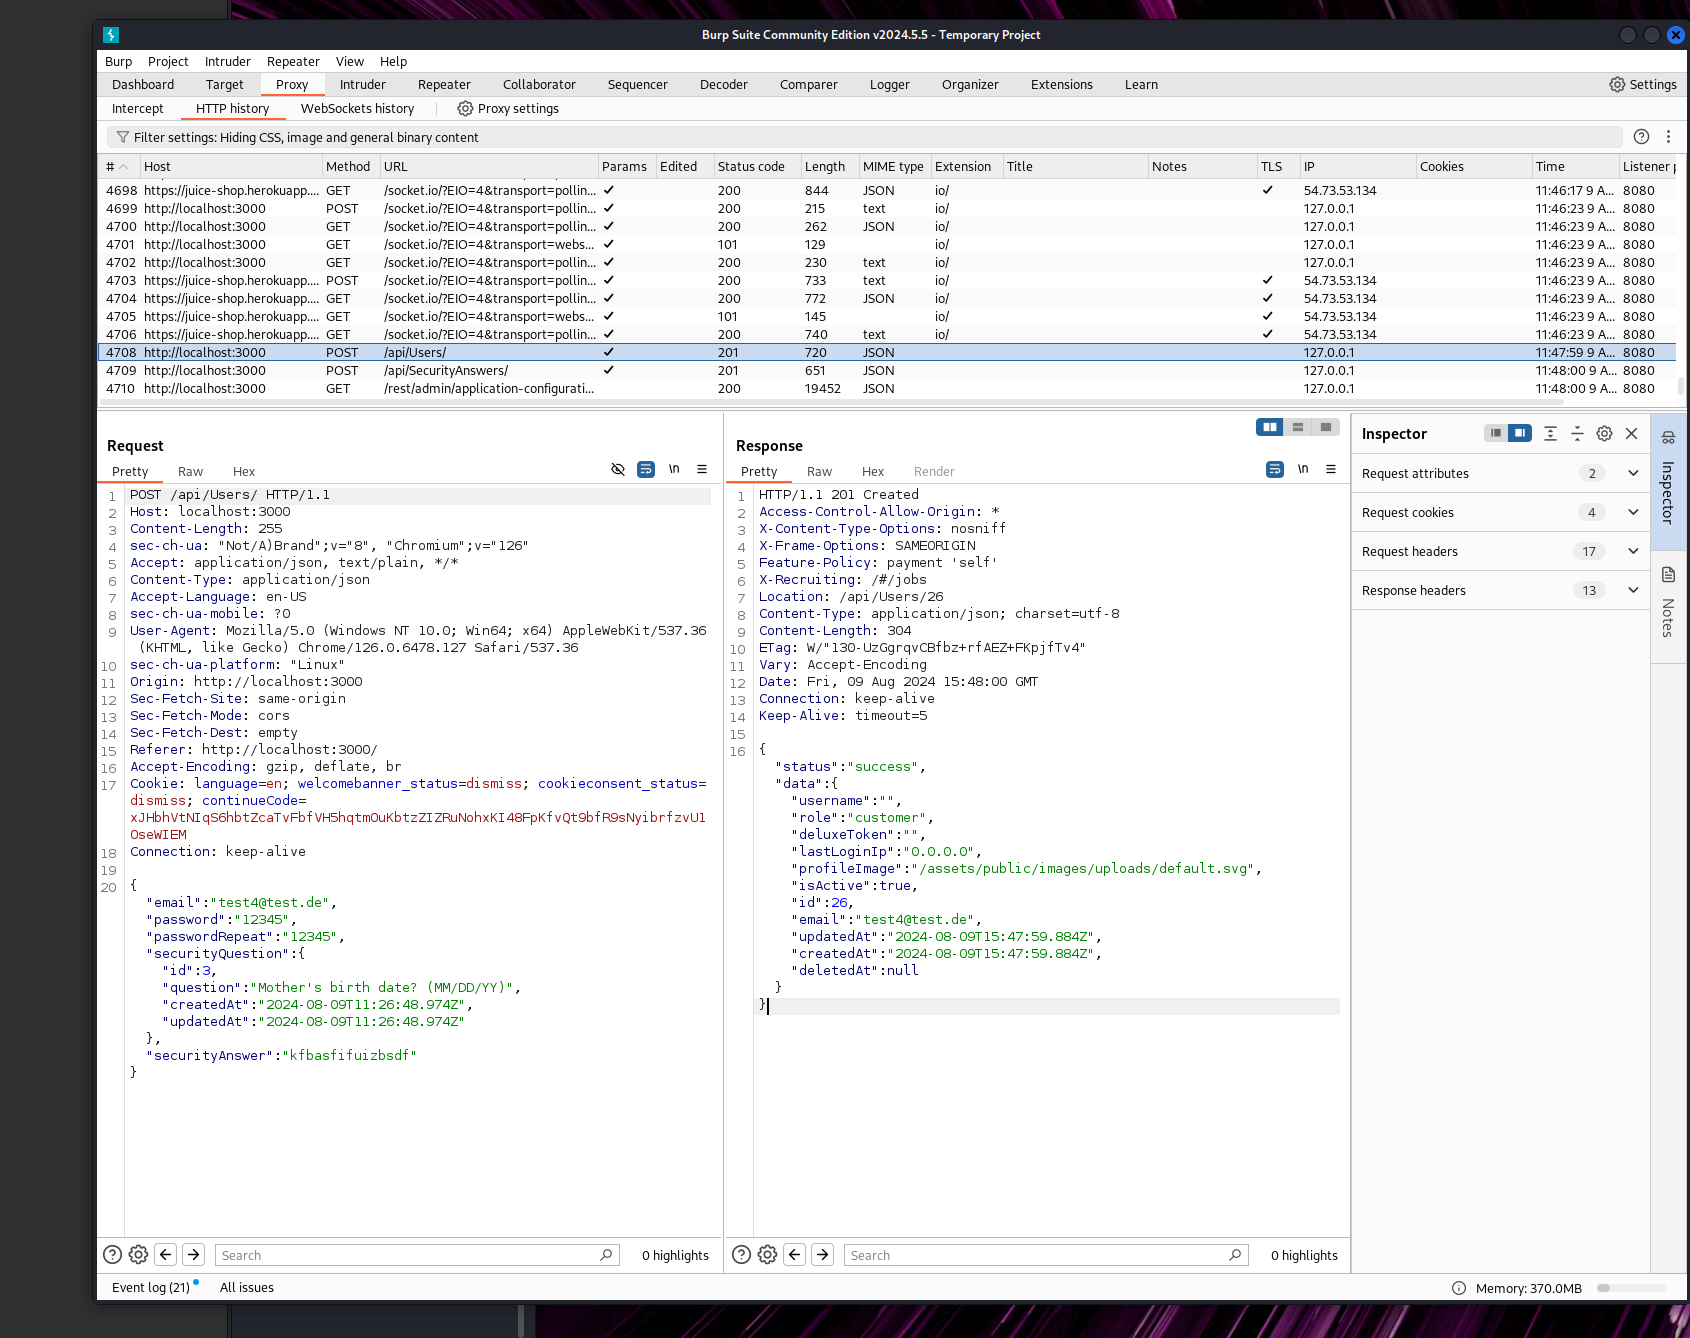 Burp Suite Community Edition v2024.5.5 - Temporary Project
Burp Project Intruder Repeater View Help
Dashboard Target Proxy Intruder Repeater Collaborator Sequencer Decoder Comparer Logger Organizer Extensions Learn Settings
Intercept HTTP history WebSockets history Proxy settings
Filter settings: Hiding CSS, image and general binary content
# Host Method URL Params Edited Status code Length MIME type Extension Title Notes TLS IP Cookies Time Listener p
4698 https://juice-shop.herokuapp.... GET /socket.io/?EIO=4&transport=pollin... ✓ 200 844 JSON io/ ✓ 54.73.53.134 11:46:17 9 A... 8080
4699 http://localhost:3000 POST /socket.io/?EIO=4&transport=pollin... ✓ 200 215 text io/ 127.0.0.1 11:46:23 9 A... 8080
4700 http://localhost:3000 GET /socket.io/?EIO=4&transport=pollin... ✓ 200 262 JSON io/ 127.0.0.1 11:46:23 9 A... 8080
4701 http://localhost:3000 GET /socket.io/?EIO=4&transport=webs... ✓ 101 129 io/ 127.0.0.1 11:46:23 9 A... 8080
4702 http://localhost:3000 GET /socket.io/?EIO=4&transport=pollin... ✓ 200 230 text io/ 127.0.0.1 11:46:23 9 A... 8080
4703 https://juice-shop.herokuapp.... POST /socket.io/?EIO=4&transport=pollin... ✓ 200 733 text io/ ✓ 54.73.53.134 11:46:23 9 A... 8080
4704 https://juice-shop.herokuapp.... GET /socket.io/?EIO=4&transport=pollin... ✓ 200 772 JSON io/ ✓ 54.73.53.134 11:46:23 9 A... 8080
4705 https://juice-shop.herokuapp.... GET /socket.io/?EIO=4&transport=webs... ✓ 101 145 io/ ✓ 54.73.53.134 11:46:23 9 A... 8080
4706 https://juice-shop.herokuapp.... GET /socket.io/?EIO=4&transport=pollin... ✓ 200 740 text io/ ✓ 54.73.53.134 11:46:23 9 A... 8080
4708 http://localhost:3000 POST /api/Users/ ✓ 201 720 JSON 127.0.0.1 11:47:59 9 A... 8080
4709 http://localhost:3000 POST /api/SecurityAnswers/ ✓ 201 651 JSON 127.0.0.1 11:48:00 9 A... 8080
4710 http://localhost:3000 GET /rest/admin/application-configurati... 200 19452 JSON 127.0.0.1 11:48:00 9 A... 8080
Request
Pretty Raw Hex \n
1 POST /api/Users/ HTTP/1.1
2 Host: localhost:3000
3 Content-Length: 255
4 sec-ch-ua: "Not/A)Brand";v="8", "Chromium";v="126"
5 Accept: application/json, text/plain, */*
6 Content-Type: application/json
7 Accept-Language: en-US
8 sec-ch-ua-mobile: ?0
9 User-Agent: Mozilla/5.0 (Windows NT 10.0; Win64; x64) AppleWebKit/537.36
(KHTML, like Gecko) Chrome/126.0.6478.127 Safari/537.36
10 sec-ch-ua-platform: "Linux"
11 Origin: http://localhost:3000
12 Sec-Fetch-Site: same-origin
13 Sec-Fetch-Mode: cors
14 Sec-Fetch-Dest: empty
15 Referer: http://localhost:3000/
16 Accept-Encoding: gzip, deflate, br
17 Cookie: language=en; welcomebanner_status=dismiss; cookieconsent_status=
dismiss; continueCode=
xJHbhVtNIqS6hbtZcaTvFbfVH5hqtmOuKbtzZIZRuNohxKI48FpKfvQt9bfR9sNyibrfzvU1
OseWIEM
18 Connection: keep-alive
19
20 {
"email":"test4@test.de",
"password":"12345",
"passwordRepeat":"12345",
"securityQuestion":{
"id":3,
"question":"Mother's birth date? (MM/DD/YY)",
"createdAt":"2024-08-09T11:26:48.974Z",
"updatedAt":"2024-08-09T11:26:48.974Z"
},
"securityAnswer":"kfbasfifuizbsdf"
}
Response
Pretty Raw Hex Render \n
1 HTTP/1.1 201 Created
2 Access-Control-Allow-Origin: *
3 X-Content-Type-Options: nosniff
4 X-Frame-Options: SAMEORIGIN
5 Feature-Policy: payment 'self'
6 X-Recruiting: /#/jobs
7 Location: /api/Users/26
8 Content-Type: application/json; charset=utf-8
9 Content-Length: 304
10 ETag: W/"130-UzGgrqvCBfbz+rfAEZ+FKpjfTv4"
11 Vary: Accept-Encoding
12 Date: Fri, 09 Aug 2024 15:48:00 GMT
13 Connection: keep-alive
14 Keep-Alive: timeout=5
15
16 {
"status":"success",
"data":{
"username":"",
"role":"customer",
"deluxeToken":"",
"lastLoginIp":"0.0.0.0",
"profileImage":"/assets/public/images/uploads/default.svg",
"isActive":true,
"id":26,
"email":"test4@test.de",
"updatedAt":"2024-08-09T15:47:59.884Z",
"createdAt":"2024-08-09T15:47:59.884Z",
"deletedAt":null
}
}
Inspector
Request attributes 2
Request cookies 4
Request headers 17
Response headers 13
Inspector
Notes
Search 0 highlights
Search 0 highlights
Event log (21) All issues Memory: 370.0MB